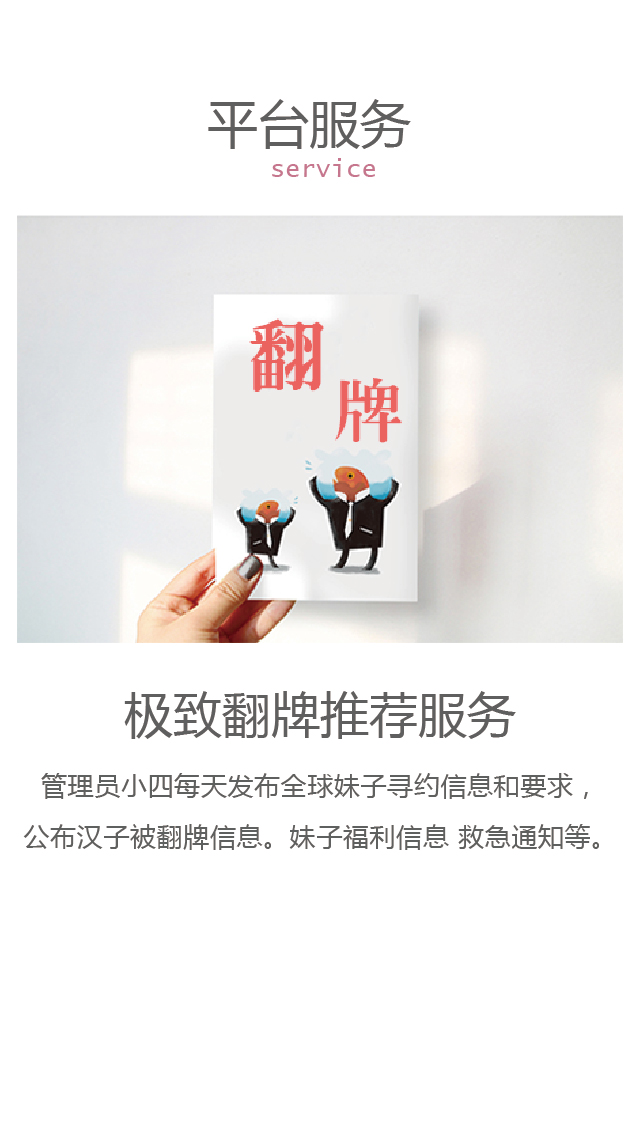 平台服务
service
翻
牌
极致翻牌推荐服务
管理员小四每天发布全球妹子寻约信息和要求，
公布汉子被翻牌信息。妹子福利信息 救急通知等。